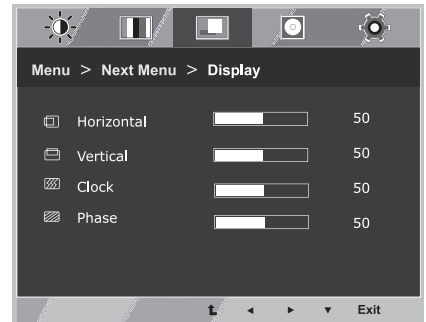 Menu > Next Menu > Display
Horizontal 50
Vertical 50
Clock 50
Phase 50
Exit